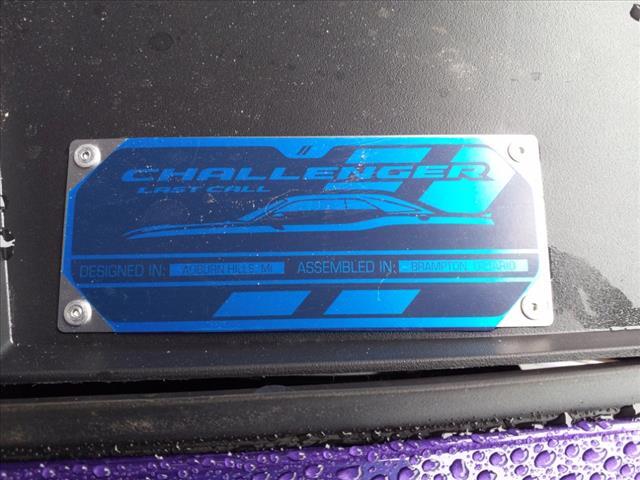 CHALLENGER
LAST CALL
DESIGNED IN: AUBURN HILLS, MI ASSEMBLED IN: BRAMPTON, ONTARIO